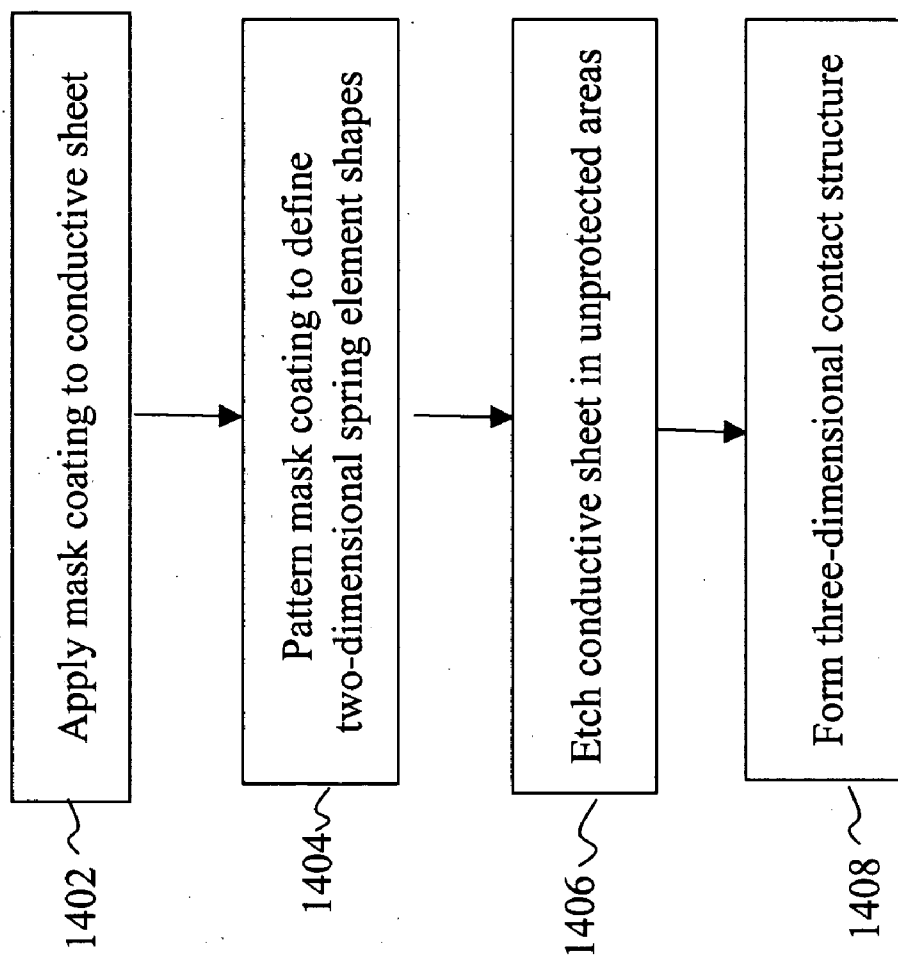 1402
Apply mask coating to conductive sheet
1404
Pattern mask coating to define
two-dimensional spring element shapes
1406
Etch conductive sheet in unprotected areas
1408
Form three-dimensional contact structure